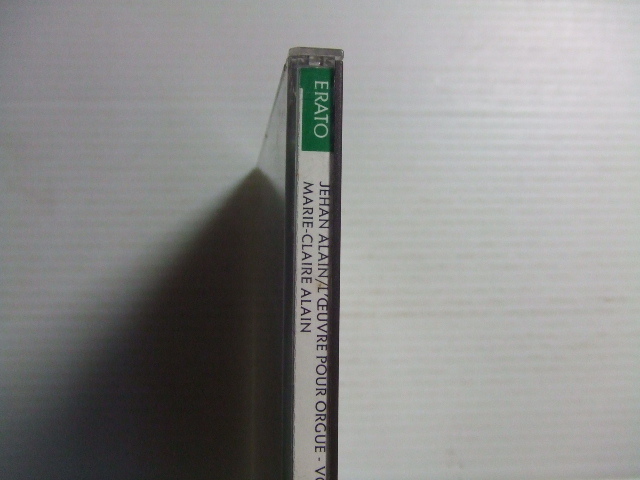 ERATO
JEHAN ALAIN/L'ŒUVRE POUR ORGUE -
MARIE-CLAIRE ALAIN